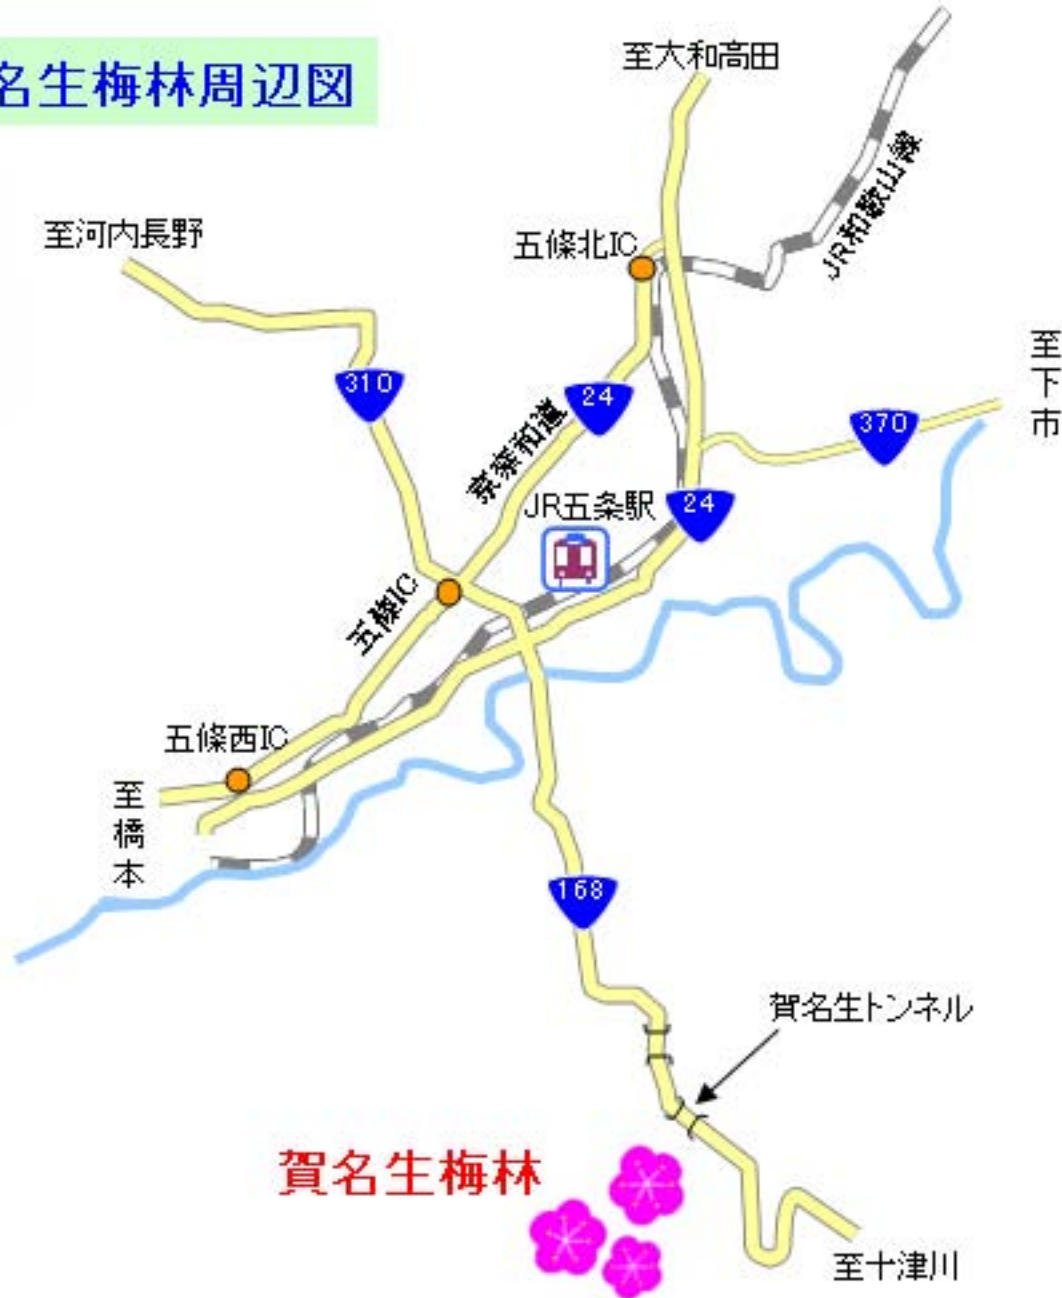 名生梅林周辺図
至大和高田
JR和歌山線
至河内長野
五條北IC
至下市
310
24
370
京奈和道
JR五条駅
24
五條IC
五條西IC
至橋本
168
賀名生トンネル
賀名生梅林
至十津川